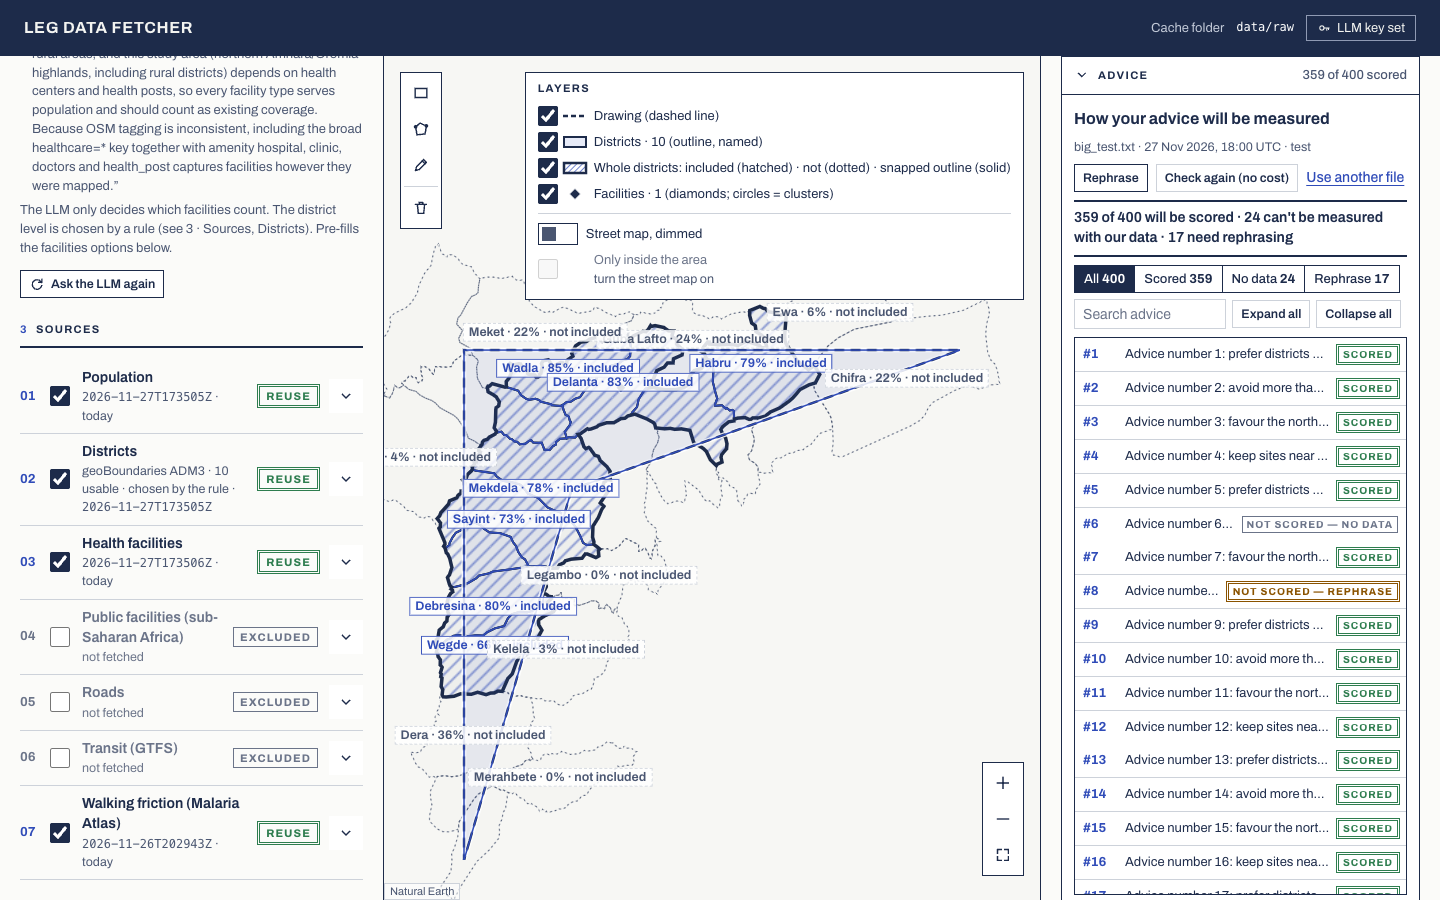 LEG DATA FETCHER
Cache folder data/raw
LLM key set
highlands, including rural districts) depends on health
centers and health posts, so every facility type serves
population and should count as existing coverage.
Because OSM tagging is inconsistent, including the broad
healthcare=* key together with amenity hospital, clinic,
doctors and health_post captures facilities however they
were mapped.”
The LLM only decides which facilities count. The district
level is chosen by a rule (see 3 · Sources, Districts). Pre-fills
the facilities options below.
Ask the LLM again
3 SOURCES
01
Population
2026-11-27T173505Z ·
today
REUSE
02
Districts
geoBoundaries ADM3 · 10
usable · chosen by the rule ·
2026-11-27T173505Z
REUSE
03
Health facilities
2026-11-27T173506Z ·
today
REUSE
04
Public facilities (sub-
Saharan Africa)
not fetched
EXCLUDED
05
Roads
not fetched
EXCLUDED
06
Transit (GTFS)
not fetched
EXCLUDED
07
Walking friction (Malaria
Atlas)
2026-11-26T202943Z ·
today
REUSE
LAYERS
Drawing (dashed line)
Districts · 10 (outline, named)
Whole districts: included (hatched) · not (dotted) · snapped outline (solid)
Facilities · 1 (diamonds; circles = clusters)
Street map, dimmed
Only inside the area
turn the street map on
Ewa · 6% · not included
Meket · 22% · not included
Lafto · 24% · not included
Wadla · 85% · included
Habru · 79% · included
Delanta · 83% · included
Chifra · 22% · not included
· 4% · not included
Mekdela · 78% · included
Sayint · 73% · included
Legambo · 0% · not included
Debresina · 80% · included
Wegde ·
Kelela · 3% · not included
Dera · 36% · not included
Merahbete · 0% · not included
Natural Earth
ADVICE
359 of 400 scored
How your advice will be measured
big_test.txt · 27 Nov 2026, 18:00 UTC · test
Rephrase
Check again (no cost)
Use another file
359 of 400 will be scored · 24 can't be measured
with our data · 17 need rephrasing
All 400
Scored 359
No data 24
Rephrase 17
Search advice
Expand all
Collapse all
#1 Advice number 1: prefer districts ... SCORED
#2 Advice number 2: avoid more tha... SCORED
#3 Advice number 3: favour the north... SCORED
#4 Advice number 4: keep sites near ... SCORED
#5 Advice number 5: prefer districts ... SCORED
#6 Advice number 6... NOT SCORED — NO DATA
#7 Advice number 7: favour the north... SCORED
#8 Advice numbe... NOT SCORED — REPHRASE
#9 Advice number 9: prefer districts ... SCORED
#10 Advice number 10: avoid more th... SCORED
#11 Advice number 11: favour the nort... SCORED
#12 Advice number 12: keep sites nea... SCORED
#13 Advice number 13: prefer districts... SCORED
#14 Advice number 14: avoid more th... SCORED
#15 Advice number 15: favour the nort... SCORED
#16 Advice number 16: keep sites nea... SCORED